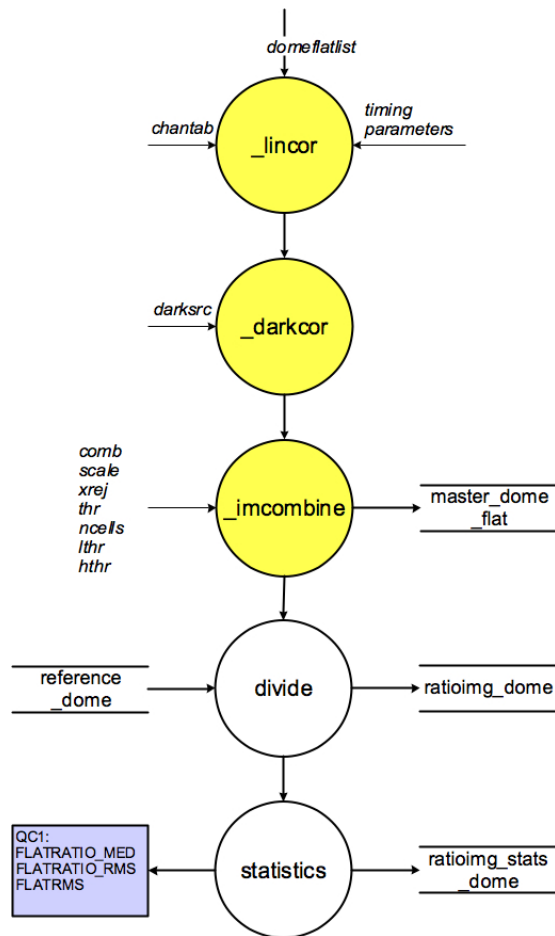 domeflatlist
chantab
timing
parameters
_lincor
darksrc
_darkcor
comb
scale
xrej
thr
ncells
lthr
hthr
_imcombine
master_dome
_flat
reference
_dome
divide
ratioimg_dome
QC1:
FLATRATIO_MED
FLATRATIO_RMS
FLATRMS
statistics
ratioimg_stats
_dome